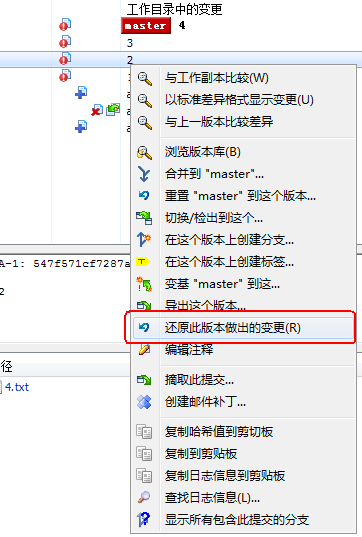 工作目录中的变更
master 4
3
2
1
与工作副本比较(W)
以标准差异格式显示变更(U)
与上一版本比较差异
浏览版本库(B)
合并到 "master"...
重置 "master" 到这个版本...
切换/检出到这个...
在这个版本上创建分支...
在这个版本上创建标签...
变基 "master" 到这...
导出这个版本...
还原此版本做出的变更(R)
编辑注释
摘取此提交...
创建邮件补丁...
复制哈希值到剪切板
复制到剪贴板
复制日志信息到剪贴板
查找日志信息(L)...
显示所有包含此提交的分支
A-1: 547f571cf7287a
2
径
4.txt